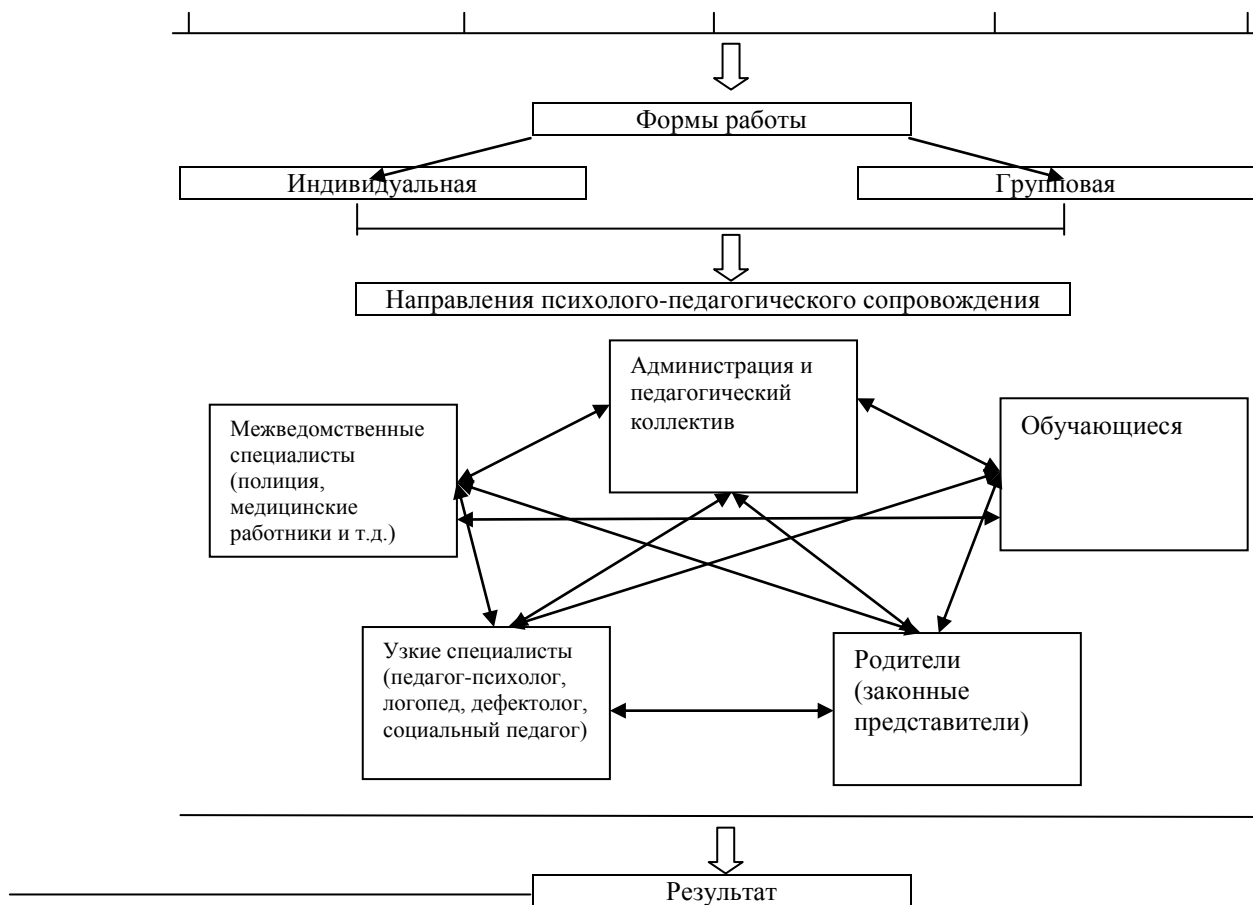 Формы работы
Индивидуальная
Групповая
Направления психолого-педагогического сопровождения
Администрация и
педагогический
коллектив
Межведомственные
специалисты
(полиция,
медицинские
работники и т.д.)
Обучающиеся
Узкие специалисты
(педагог-психолог,
логопед, дефектолог,
социальный педагог)
Родители
(законные
представители)
Результат